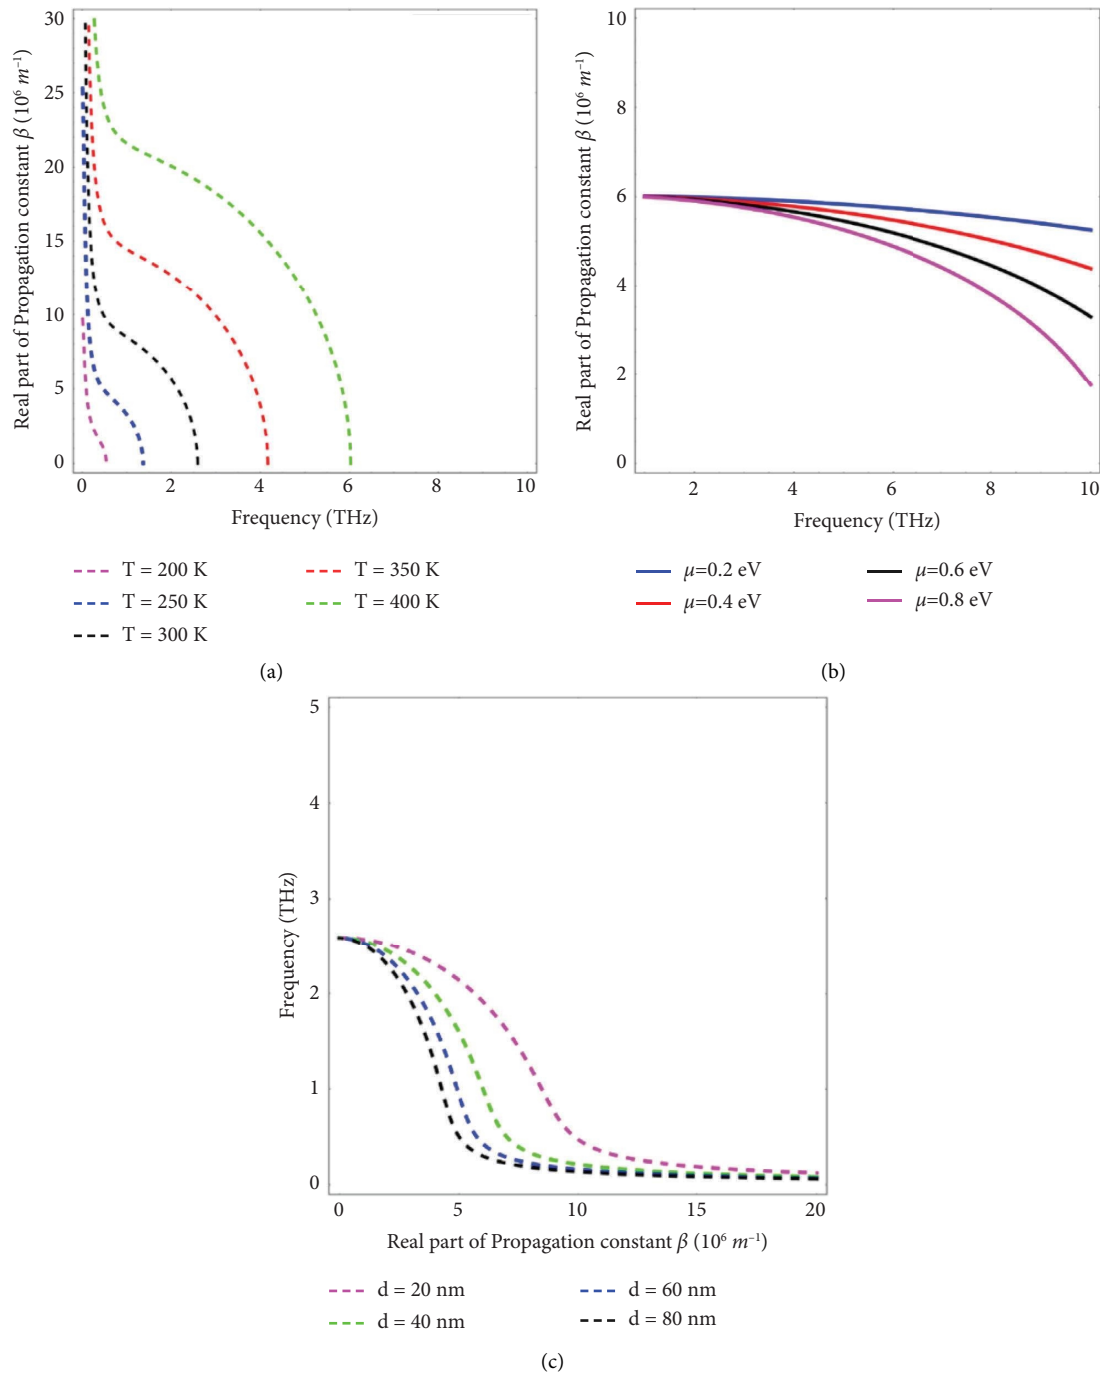 30
25
20
15
10
5
0
Real part of Propagation constant β (10⁶ m⁻¹)
0 2 4 6 8 10
Frequency (THz)
T = 200 K T = 350 K
T = 250 K T = 400 K
T = 300 K
(a)
10
8
6
4
2
0
Real part of Propagation constant β (10⁶ m⁻¹)
2 4 6 8 10
Frequency (THz)
μ=0.2 eV μ=0.6 eV
μ=0.4 eV μ=0.8 eV
(b)
5
4
3
2
1
0
Frequency (THz)
0 5 10 15 20
Real part of Propagation constant β (10⁶ m⁻¹)
d = 20 nm d = 60 nm
d = 40 nm d = 80 nm
(c)